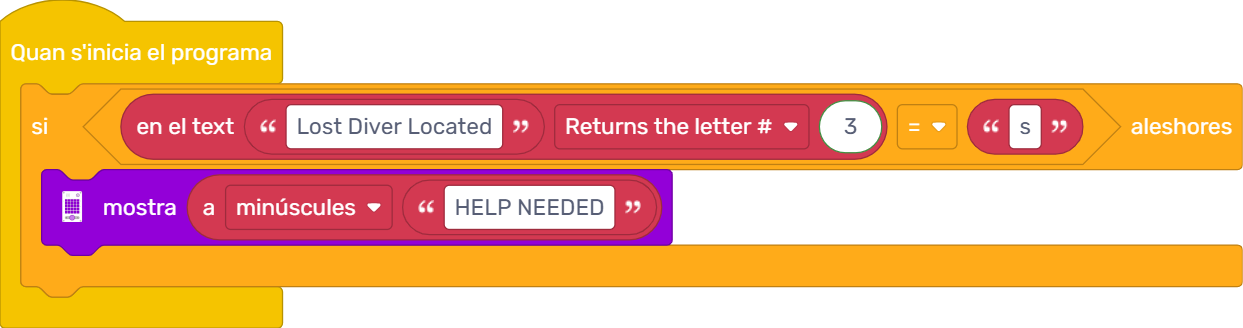 Quan s'inicia el programa
si en el text “ Lost Diver Located ” Returns the letter # 3 = “ s ” aleshores
mostra a minúscules “ HELP NEEDED ”